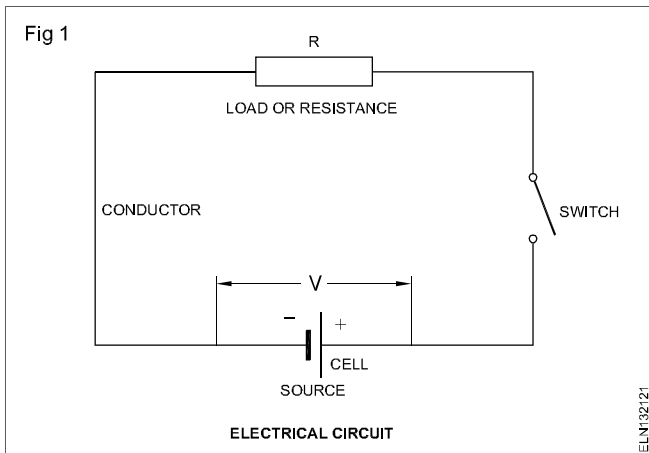 Fig 1
R
LOAD OR RESISTANCE
CONDUCTOR
SWITCH
V
− +
CELL
SOURCE
ELECTRICAL CIRCUIT
ELN132121